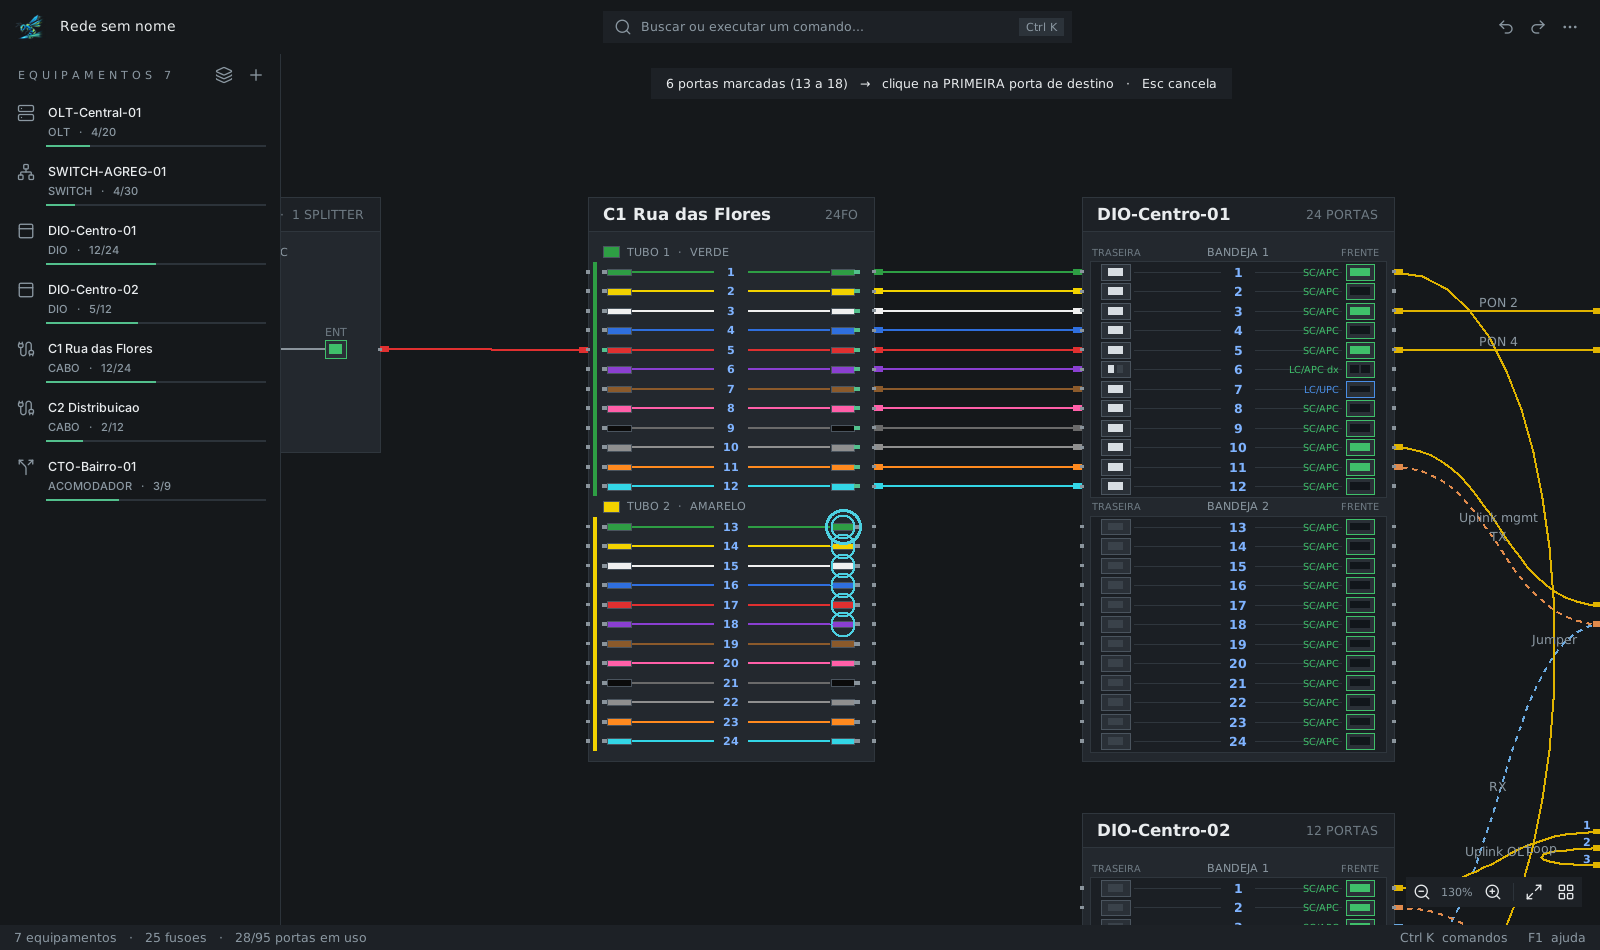 Rede sem nome
Buscar ou executar um comando...
Ctrl K
EQUIPAMENTOS 7
6 portas marcadas (13 a 18) → clique na PRIMEIRA porta de destino · Esc cancela
OLT-Central-01
OLT · 4/20
SWITCH-AGREG-01
SWITCH · 4/30
DIO-Centro-01
DIO · 12/24
DIO-Centro-02
DIO · 5/12
C1 Rua das Flores
CABO · 12/24
C2 Distribuicao
CABO · 2/12
CTO-Bairro-01
ACOMODADOR · 3/9
· 1 SPLITTER
C
ENT
C1 Rua das Flores 24FO
TUBO 1 · VERDE
1
2
3
4
5
6
7
8
9
10
11
12
TUBO 2 · AMARELO
13
14
15
16
17
18
19
20
21
22
23
24
DIO-Centro-01 24 PORTAS
TRASEIRA BANDEJA 1 FRENTE
1 SC/APC
2 SC/APC
3 SC/APC
4 SC/APC
5 SC/APC
6 LC/APC dx
7 LC/UPC
8 SC/APC
9 SC/APC
10 SC/APC
11 SC/APC
12 SC/APC
TRASEIRA BANDEJA 2 FRENTE
13 SC/APC
14 SC/APC
15 SC/APC
16 SC/APC
17 SC/APC
18 SC/APC
19 SC/APC
20 SC/APC
21 SC/APC
22 SC/APC
23 SC/APC
24 SC/APC
PON 2
PON 4
Uplink mgmt
TX
Jumper
RX
1
2
3
Uplink OLT
Loop
DIO-Centro-02 12 PORTAS
TRASEIRA BANDEJA 1 FRENTE
1 SC/APC
2 SC/APC
130%
7 equipamentos · 25 fusoes · 28/95 portas em uso
Ctrl K comandos F1 ajuda